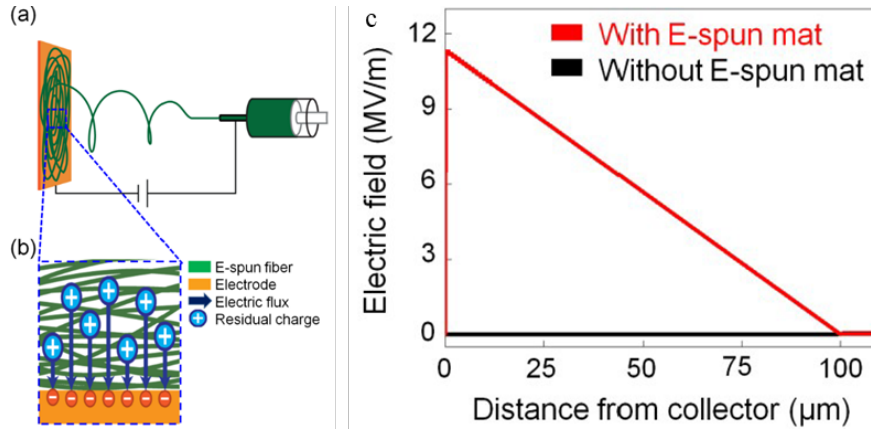 (a)
(b)
E-spun fiber
Electrode
Electric flux
Residual charge
+ + + + + + +
- - - - - - -
c
Electric field (MV/m)
12
9
6
3
0
With E-spun mat
Without E-spun mat
0 25 50 75 100
Distance from collector (μm)